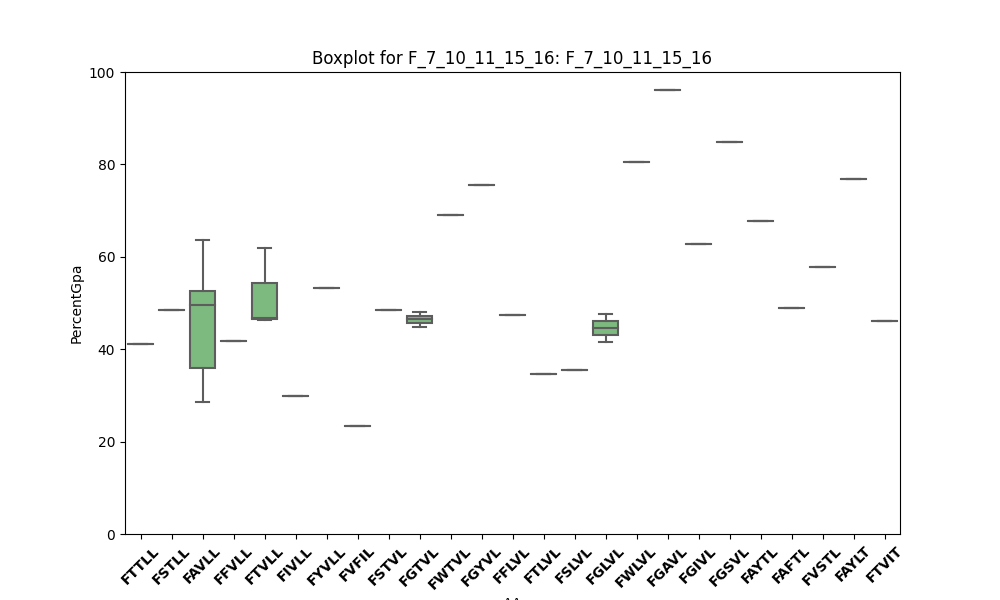 Boxplot for F_7_10_11_15_16: F_7_10_11_15_16
PercentGpa
100
80
60
40
20
0
FTTLL
FSTLL
FAVLL
FFVLL
FTVLL
FIVLL
FYVLL
FVFIL
FSTVL
FGTVL
FWTVL
FGYVL
FFLVL
FTLVL
FSLVL
FGLVL
FWLVL
FGAVL
FGIVL
FGSVL
FAYTL
FAFTL
FVSTL
FAYLT
FTVIT